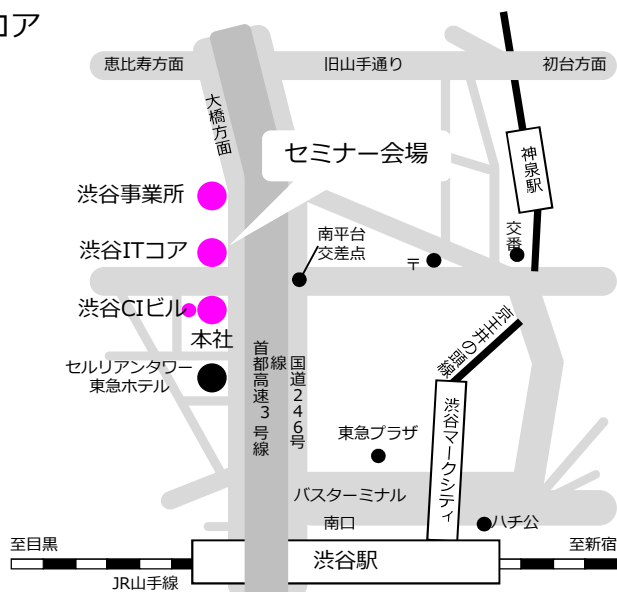 コア
恵比寿方面
旧山手通り
初台方面
大橋方面
セミナー会場
神泉駅
渋谷事業所
渋谷ITコア
南平台
交差点
〒
交番
渋谷CIビル
本社
京王井の頭線
セルリアンタワー
東急ホテル
首都高速3号線
線
国道246号
渋谷マークシティ
東急プラザ
バスターミナル
南口
ハチ公
至目黒
至新宿
渋谷駅
JR山手線